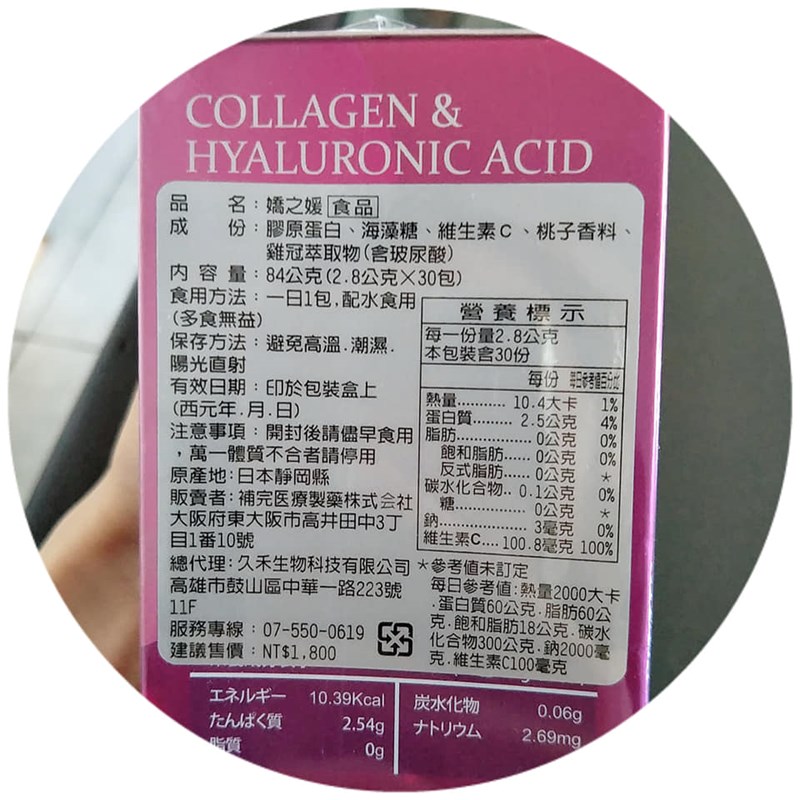 COLLAGEN &
HYALURONIC ACID
品 名：嬌之媛 食品
成 份：膠原蛋白、海藻糖、維生素C、桃子香料、
雞冠萃取物(含玻尿酸)
內 容 量：84公克(2.8公克×30包)
食用方法：一日1包,配水食用
(多食無益)
保存方法：避免高溫.潮濕.
陽光直射
有效日期：印於包裝盒上
(西元年.月.日)
注意事項：開封後請儘早食用
，萬一體質不合者請停用
原產地:日本靜岡縣
販賣者:補完医療製藥株式会社
大阪府東大阪市高井田中3丁
目1番10號
總代理:久禾生物科技有限公司
高雄市鼓山區中華一路223號
11F
服務專線：07-550-0619
建議售價：NT$1,800
營養標示
每一份量2.8公克
本包裝含30份
每份 每日參考值百分比
熱量........... 10.4大卡 1%
蛋白質......... 2.5公克 4%
脂肪........... 0公克 0%
飽和脂肪...... 0公克 0%
反式脂肪...... 0公克 *
碳水化合物.. 0.1公克 0%
糖........... 0公克 *
鈉............. 3毫克 0%
維生素C.... 100.8毫克 100%
*參考值未訂定
每日參考值:熱量2000大卡
.蛋白質60公克.脂肪60公
克.飽和脂肪18公克.碳水
化合物300公克.鈉2000毫
克.維生素C100毫克
エネルギー 10.39Kcal
たんぱく質 2.54g
脂質 0g
炭水化物 0.06g
ナトリウム 2.69mg